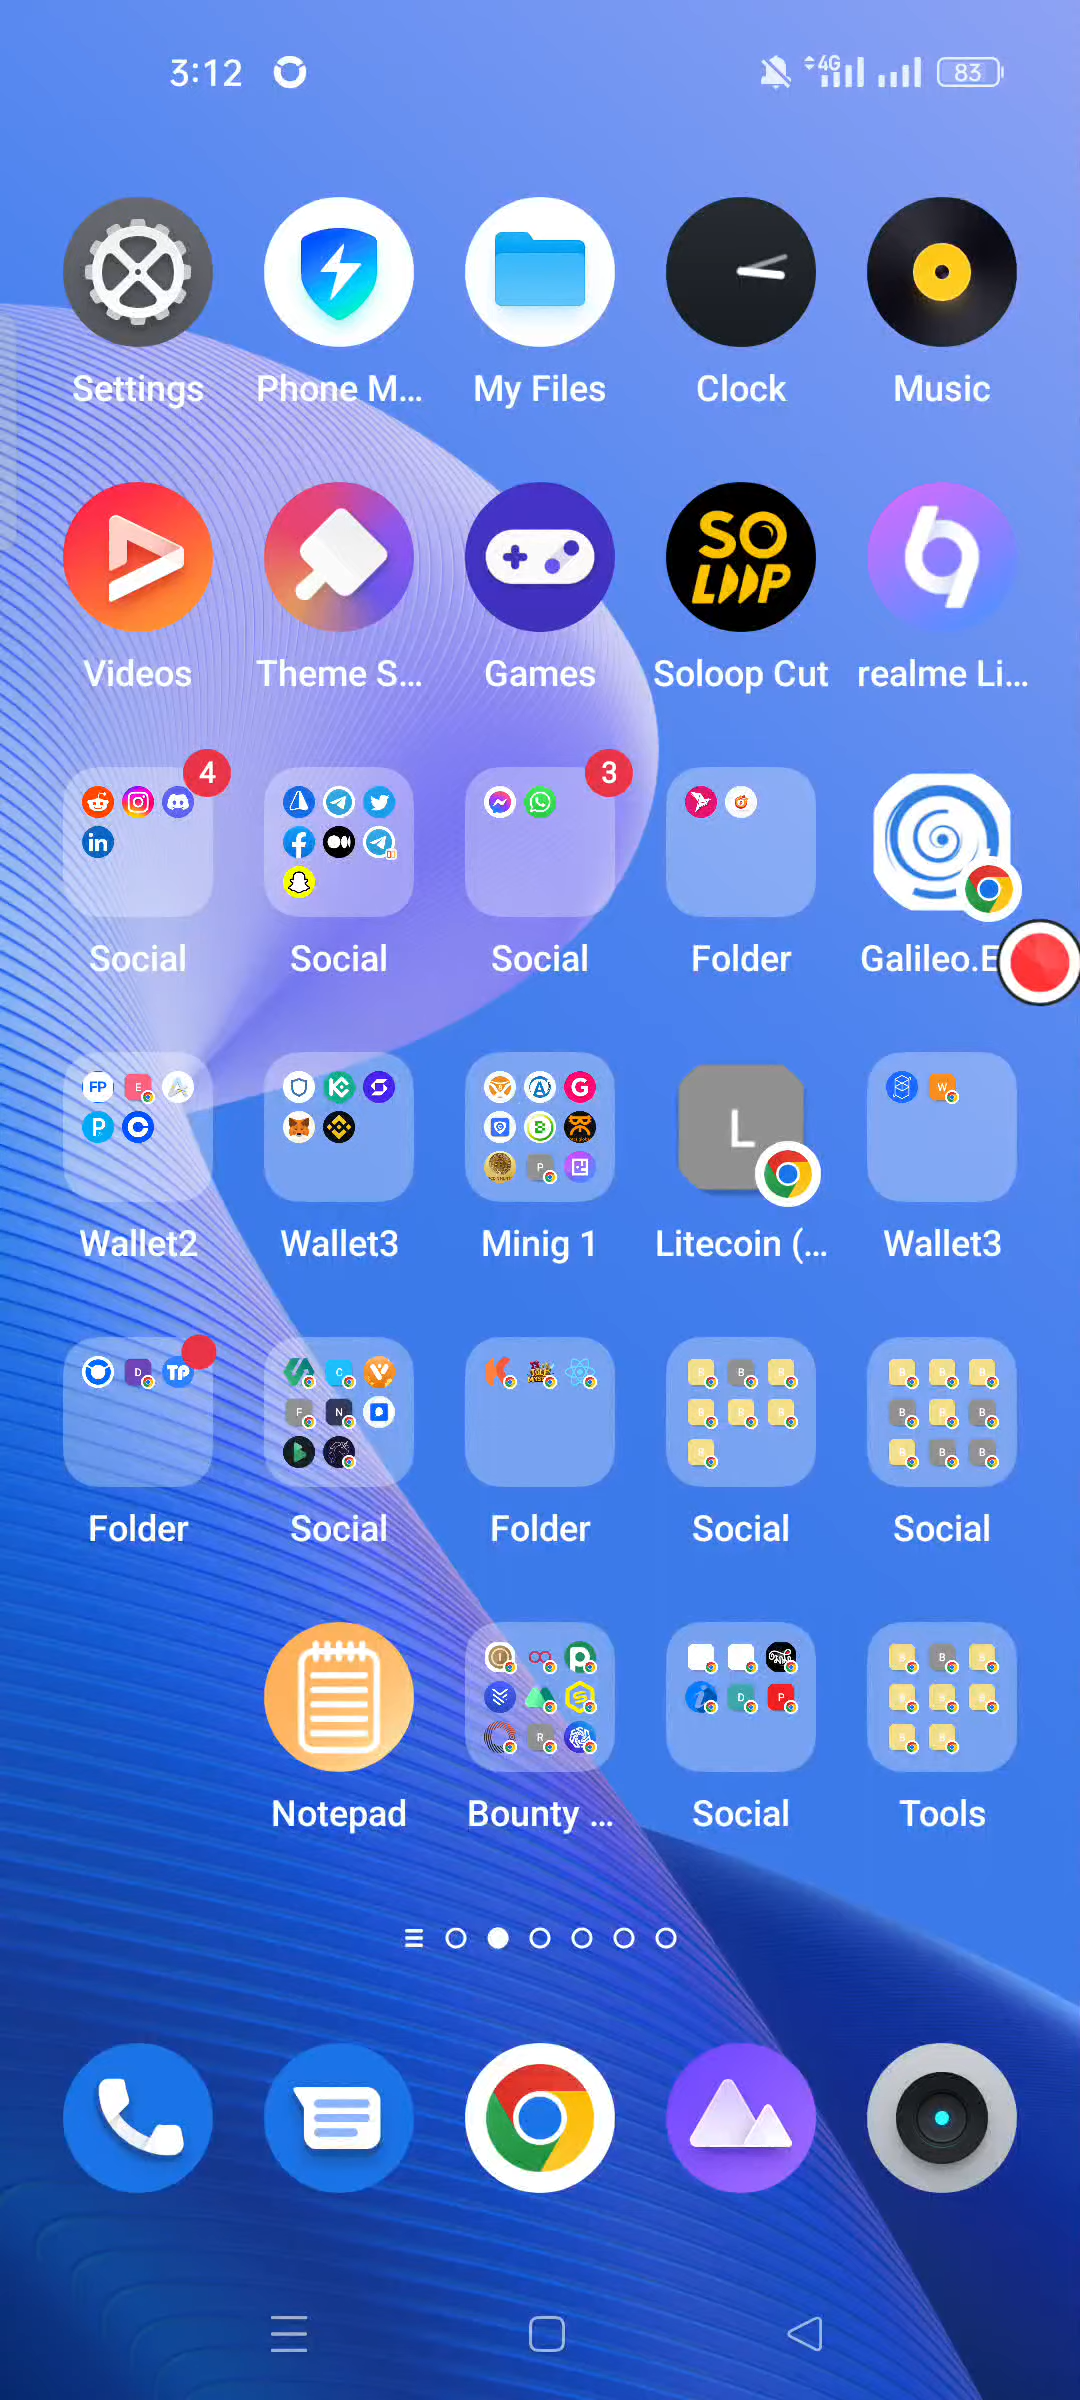 3:12 4G 83
Settings Phone M... My Files Clock Music
SO
LOOP
Videos Theme S... Games Soloop Cut realme Li...
4 3
in
Social Social Social Folder Galileo.E
FP E G
P C B
P W
L
Wallet2 Wallet3 Minig 1 Litecoin (... Wallet3
D TP C B B B B B B
F N B B B B B B
B B B B
Folder Social Folder Social Social
B B B
D P B B B
R B B
Notepad Bounty ... Social Tools